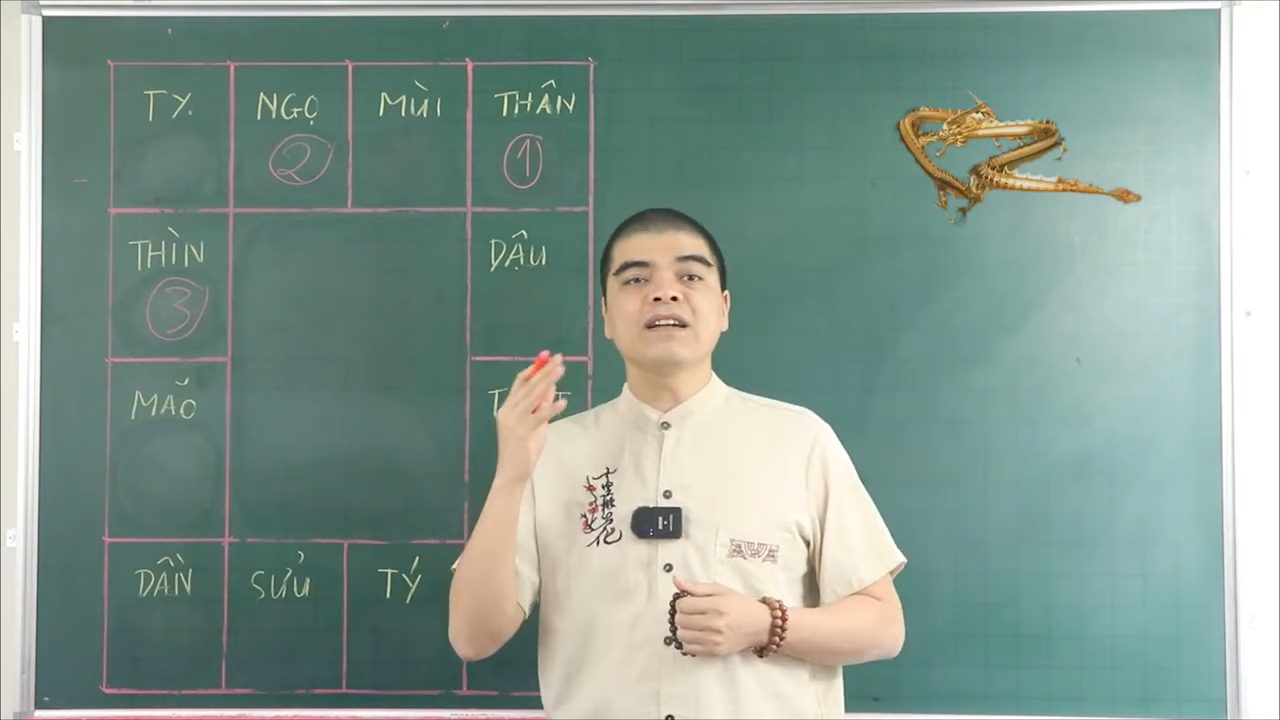 TỴ.
NGỌ
②
MÙI
THÂN
①
THÌN
③
DẬU
MÃO
DẦN
SỬU
TÝ